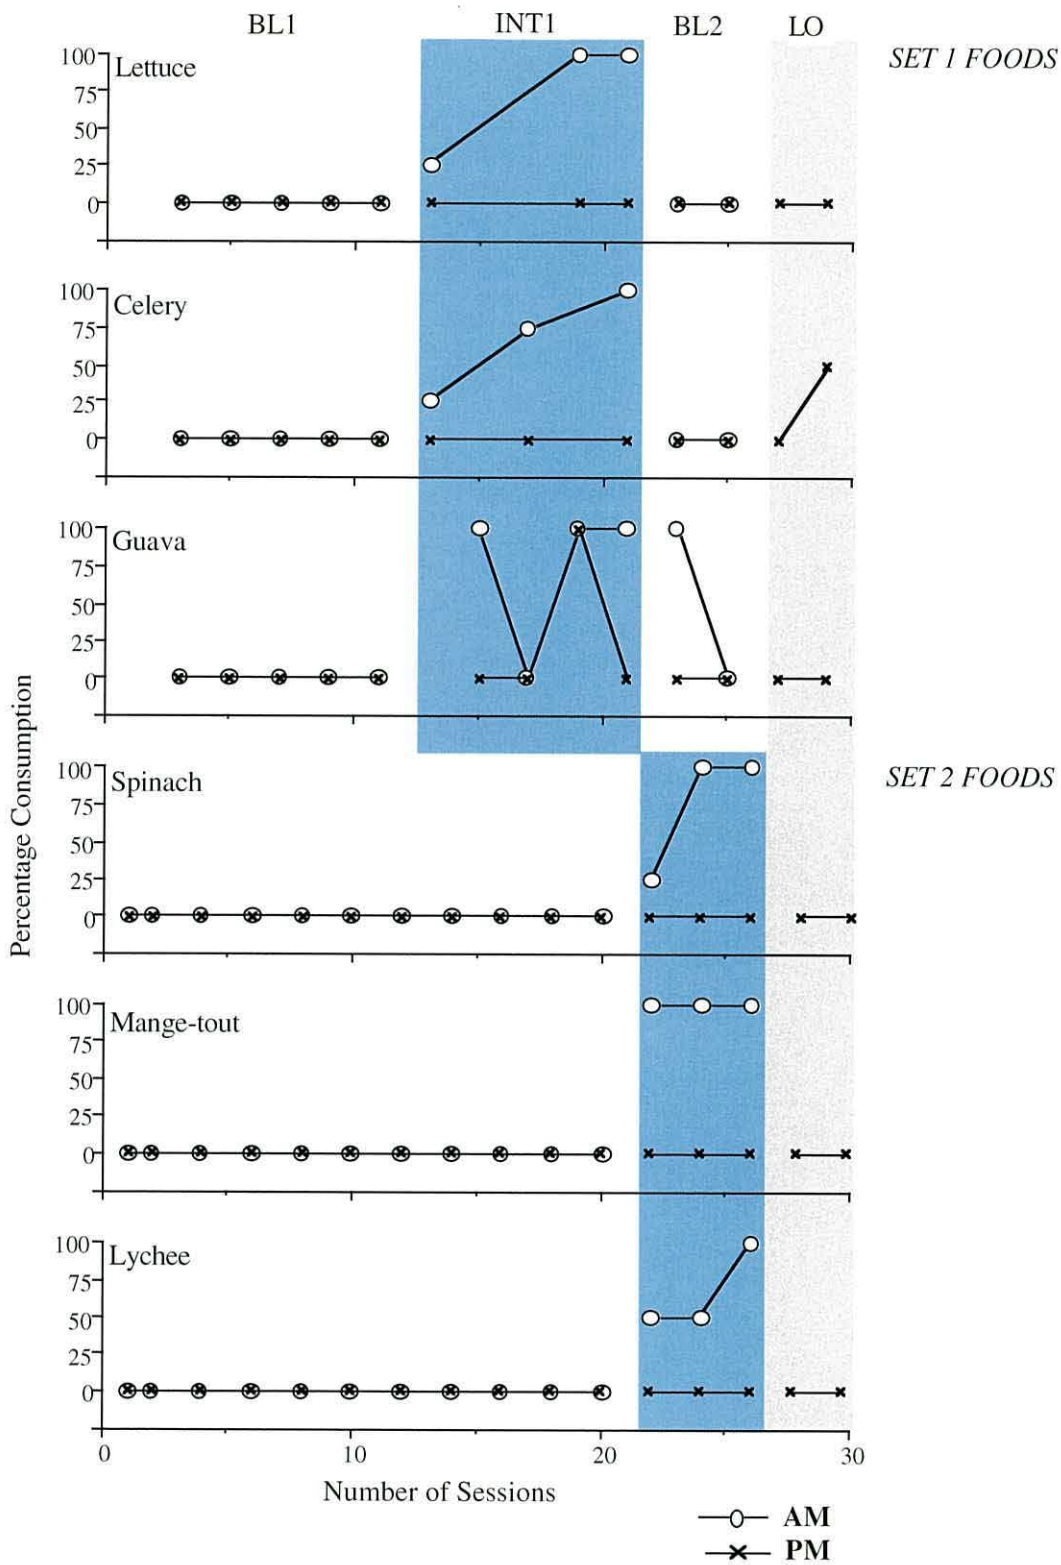 BL1 INT1 BL2 LO
SET 1 FOODS
Lettuce
100
75
50
25
0
Celery
100
75
50
25
0
Guava
100
75
50
25
0
Percentage Consumption
SET 2 FOODS
Spinach
100
75
50
25
0
Mange-tout
100
75
50
25
0
Lychee
100
75
50
25
0
0 10 20 30
Number of Sessions
AM
PM